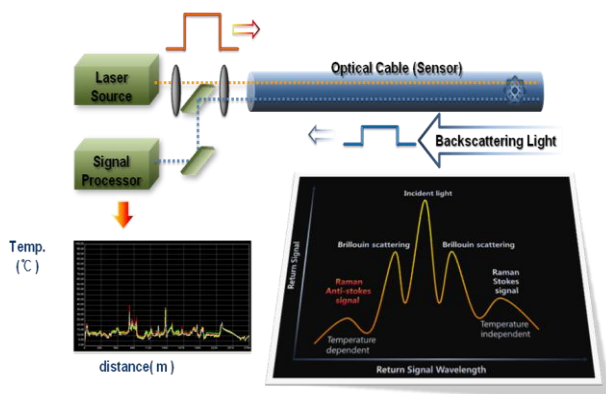 Laser
Source
Optical Cable (Sensor)
Signal
Processor
Backscattering Light
Temp.
(℃)
distance( m )
Return Signal
Incident light
Brillouin scattering
Brillouin scattering
Raman
Anti-stokes
signal
Raman
Stokes
signal
Temperature
dependent
Temperature
independent
Return Signal Wavelength